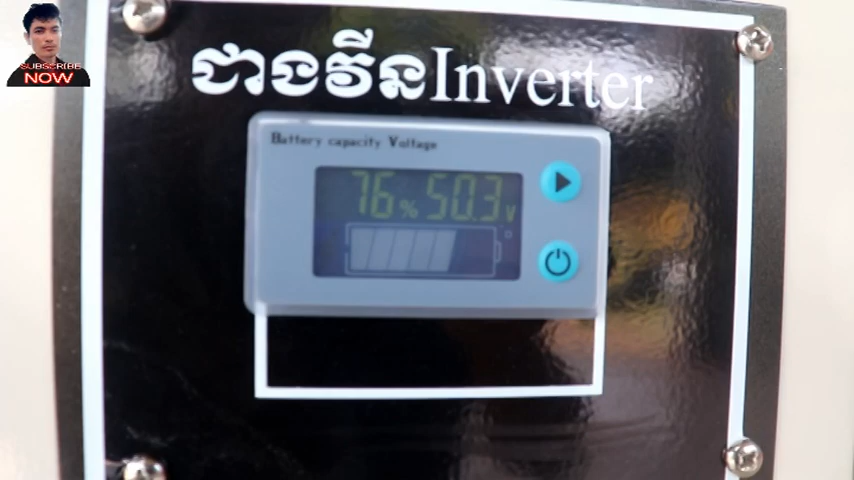 SUBSCRIBE
NOW
ជាងវីនInverter
Battery capacity Voltage
76% 50.3V